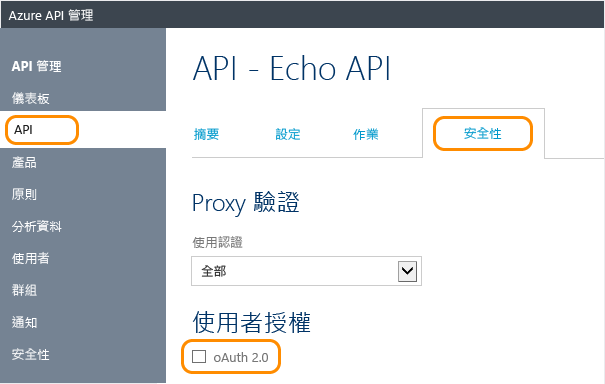 Azure API 管理
API 管理
儀表板
API
產品
原則
分析資料
使用者
群組
通知
安全性
API - Echo API
摘要
設定
作業
安全性
Proxy 驗證
使用認證
全部
使用者授權
oAuth 2.0